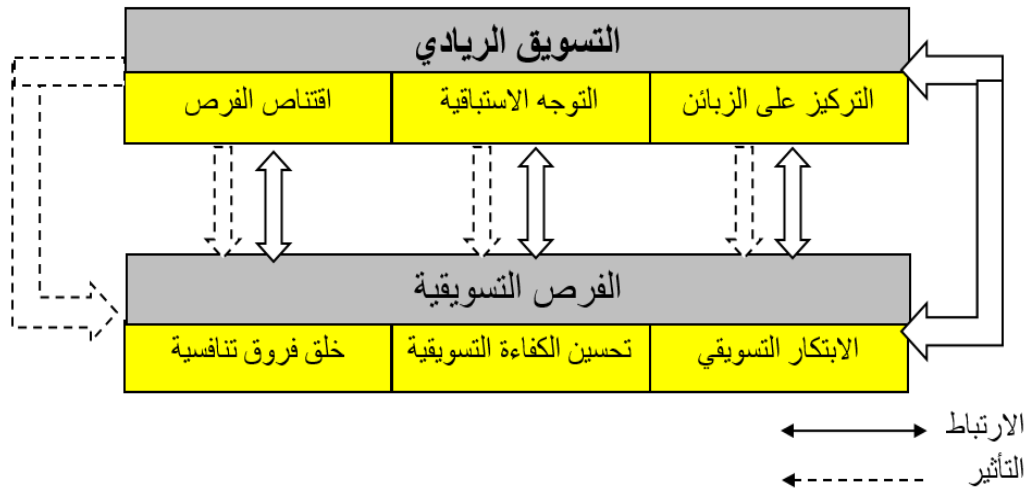 التسويق الريادي
التركيز على الزبائن
التوجه الاستباقية
اقتناص الفرص
الفرص التسويقية
الابتكار التسويقي
تحسين الكفاءة التسويقية
خلق فروق تنافسية
الارتباط
التأثير